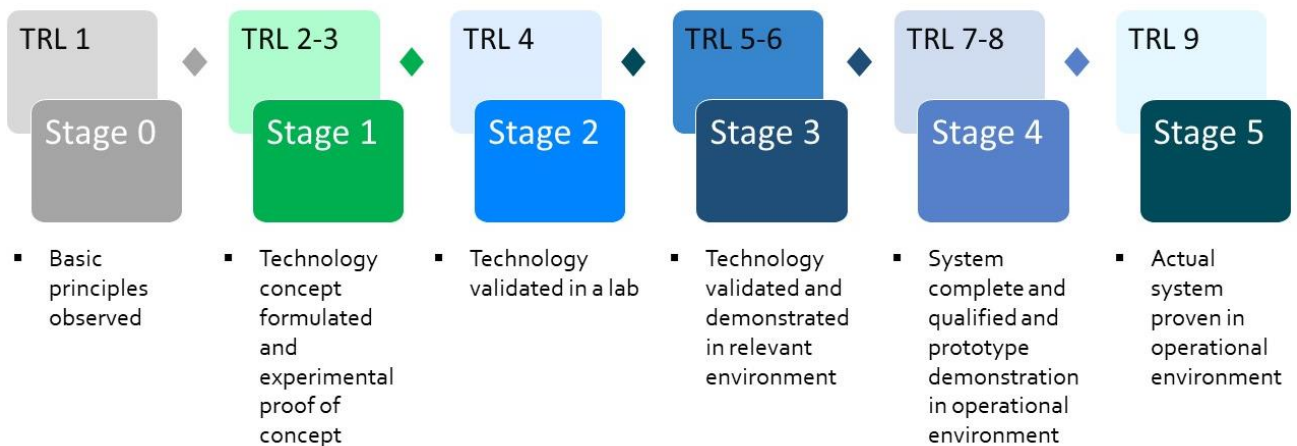 TRL 1
Stage 0
▪ Basic
principles
observed
TRL 2-3
Stage 1
▪ Technology
concept
formulated
and
experimental
proof of
concept
TRL 4
Stage 2
▪ Technology
validated in a lab
TRL 5-6
Stage 3
▪ Technology
validated and
demonstrated
in relevant
environment
TRL 7-8
Stage 4
▪ System
complete and
qualified and
prototype
demonstration
in operational
environment
TRL 9
Stage 5
▪ Actual
system
proven in
operational
environment